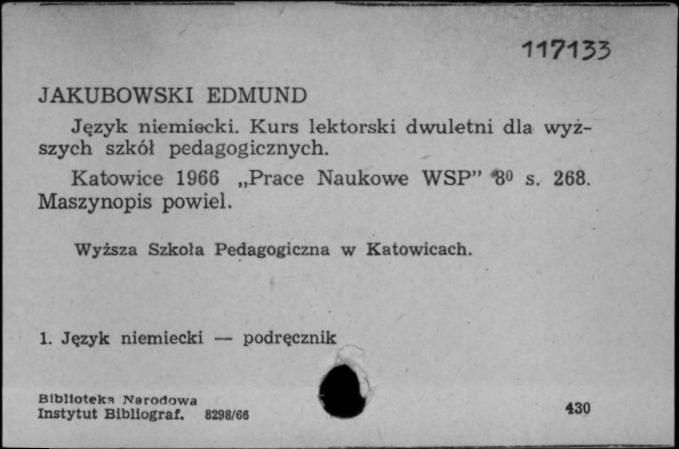 117133
JAKUBOWSKI EDMUND
Język niemiecki. Kurs lektorski dwuletni dla wyż-
szych szkół pedagogicznych.
Katowice 1966 „Prace Naukowe WSP” 8⁰ s. 268.
Maszynopis powiel.
Wyższa Szkoła Pedagogiczna w Katowicach.
1. Język niemiecki — podręcznik
Biblioteka Narodowa
Instytut Bibliograf. 8298/66
430